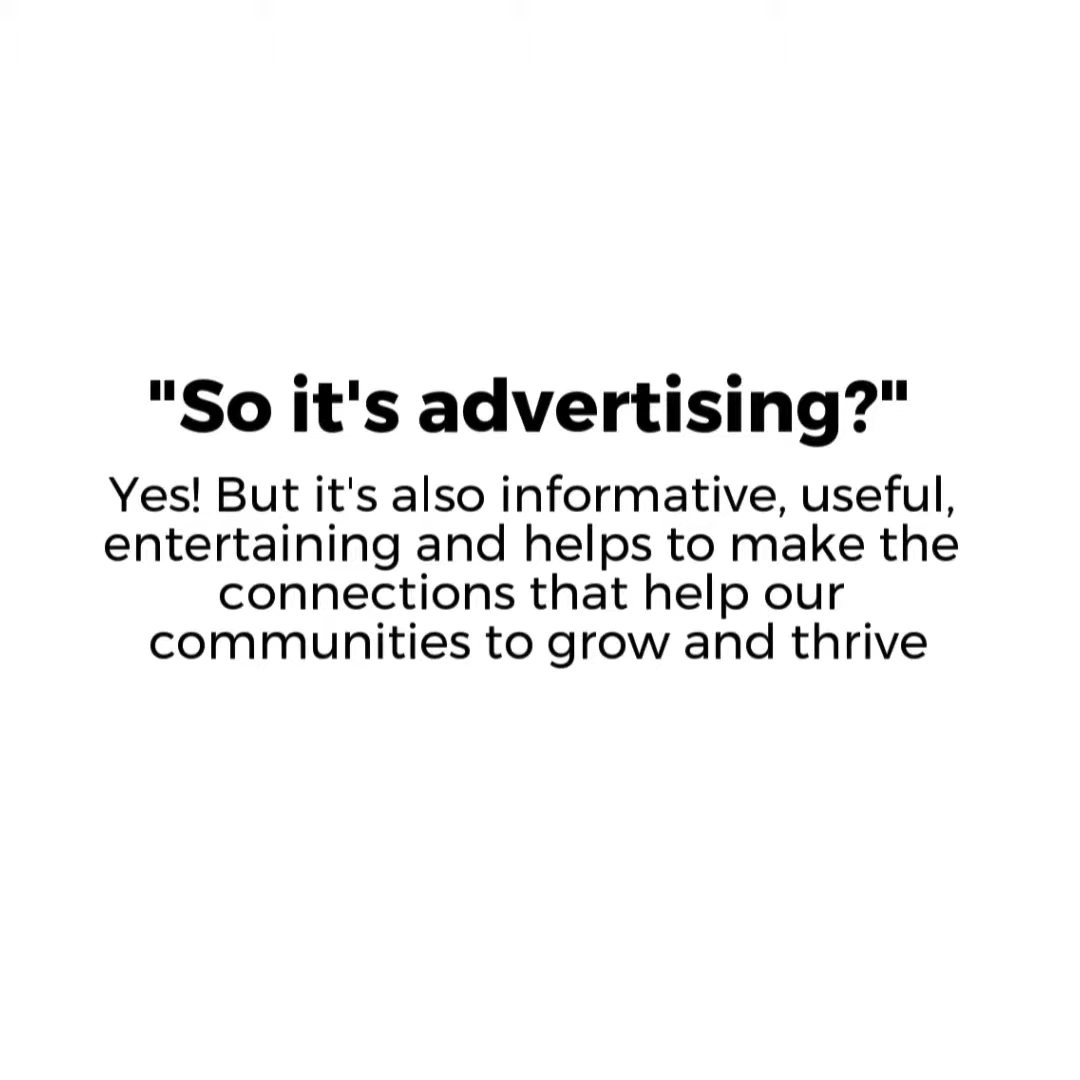 "So it's advertising?"
Yes! But it's also informative, useful,
entertaining and helps to make the
connections that help our
communities to grow and thrive